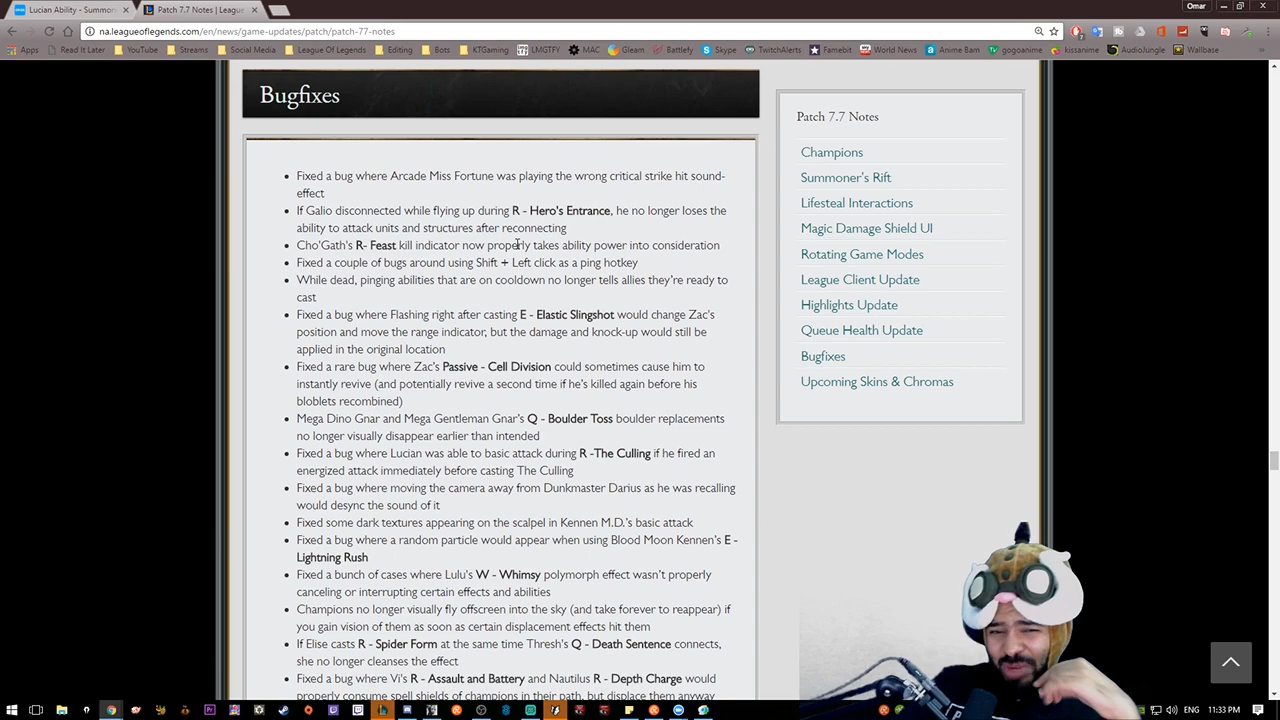 Omar
Lucian Ability - Summon
Patch 7.7 Notes | League
na.leagueoflegends.com/en/news/game-updates/patch/patch-77-notes
Apps Read It Later YouTube Streams Social Media League Of Legends Editing Bots KTGaming LMGTFY MAC Gleam Battlefy Skype TwitchAlerts Famebit World News Anime Bam gogoanime kissanime AudioJungle Wallbase
Bugfixes
• Fixed a bug where Arcade Miss Fortune was playing the wrong critical strike hit sound-
effect
• If Galio disconnected while flying up during R - Hero's Entrance, he no longer loses the
ability to attack units and structures after reconnecting
• Cho'Gath's R- Feast kill indicator now properly takes ability power into consideration
• Fixed a couple of bugs around using Shift + Left click as a ping hotkey
• While dead, pinging abilities that are on cooldown no longer tells allies they're ready to
cast
• Fixed a bug where Flashing right after casting E - Elastic Slingshot would change Zac's
position and move the range indicator, but the damage and knock-up would still be
applied in the original location
• Fixed a rare bug where Zac's Passive - Cell Division could sometimes cause him to
instantly revive (and potentially revive a second time if he's killed again before his
bloblets recombined)
• Mega Dino Gnar and Mega Gentleman Gnar's Q - Boulder Toss boulder replacements
no longer visually disappear earlier than intended
• Fixed a bug where Lucian was able to basic attack during R -The Culling if he fired an
energized attack immediately before casting The Culling
• Fixed a bug where moving the camera away from Dunkmaster Darius as he was recalling
would desync the sound of it
• Fixed some dark textures appearing on the scalpel in Kennen M.D.'s basic attack
• Fixed a bug where a random particle would appear when using Blood Moon Kennen's E -
Lightning Rush
• Fixed a bunch of cases where Lulu's W - Whimsy polymorph effect wasn't properly
canceling or interrupting certain effects and abilities
• Champions no longer visually fly offscreen into the sky (and take forever to reappear) if
you gain vision of them as soon as certain displacement effects hit them
• If Elise casts R - Spider Form at the same time Thresh's Q - Death Sentence connects,
she no longer cleanses the effect
• Fixed a bug where Vi's R - Assault and Battery and Nautilus R - Depth Charge would
properly consume spell shields of champions in their path, but displace them anyway
Patch 7.7 Notes
Champions
Summoner's Rift
Lifesteal Interactions
Magic Damage Shield UI
Rotating Game Modes
League Client Update
Highlights Update
Queue Health Update
Bugfixes
Upcoming Skins & Chromas
ENG 11:33 PM